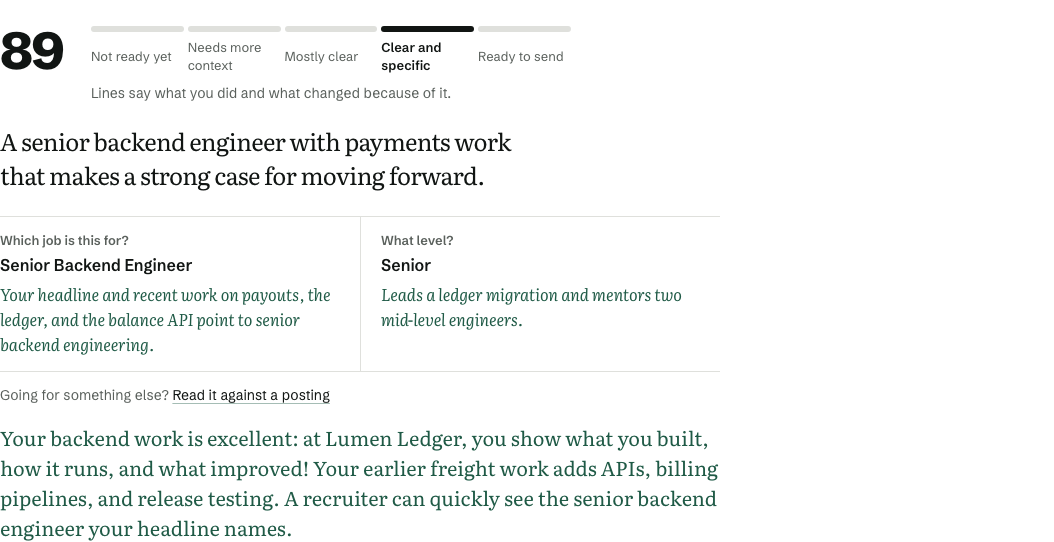 89
Not ready yet
Needs more
context
Mostly clear
Clear and
specific
Ready to send
Lines say what you did and what changed because of it.
A senior backend engineer with payments work
that makes a strong case for moving forward.
Which job is this for?
Senior Backend Engineer
Your headline and recent work on payouts, the
ledger, and the balance API point to senior
backend engineering.
What level?
Senior
Leads a ledger migration and mentors two
mid-level engineers.
Going for something else? Read it against a posting
Your backend work is excellent: at Lumen Ledger, you show what you built,
how it runs, and what improved! Your earlier freight work adds APIs, billing
pipelines, and release testing. A recruiter can quickly see the senior backend
engineer your headline names.